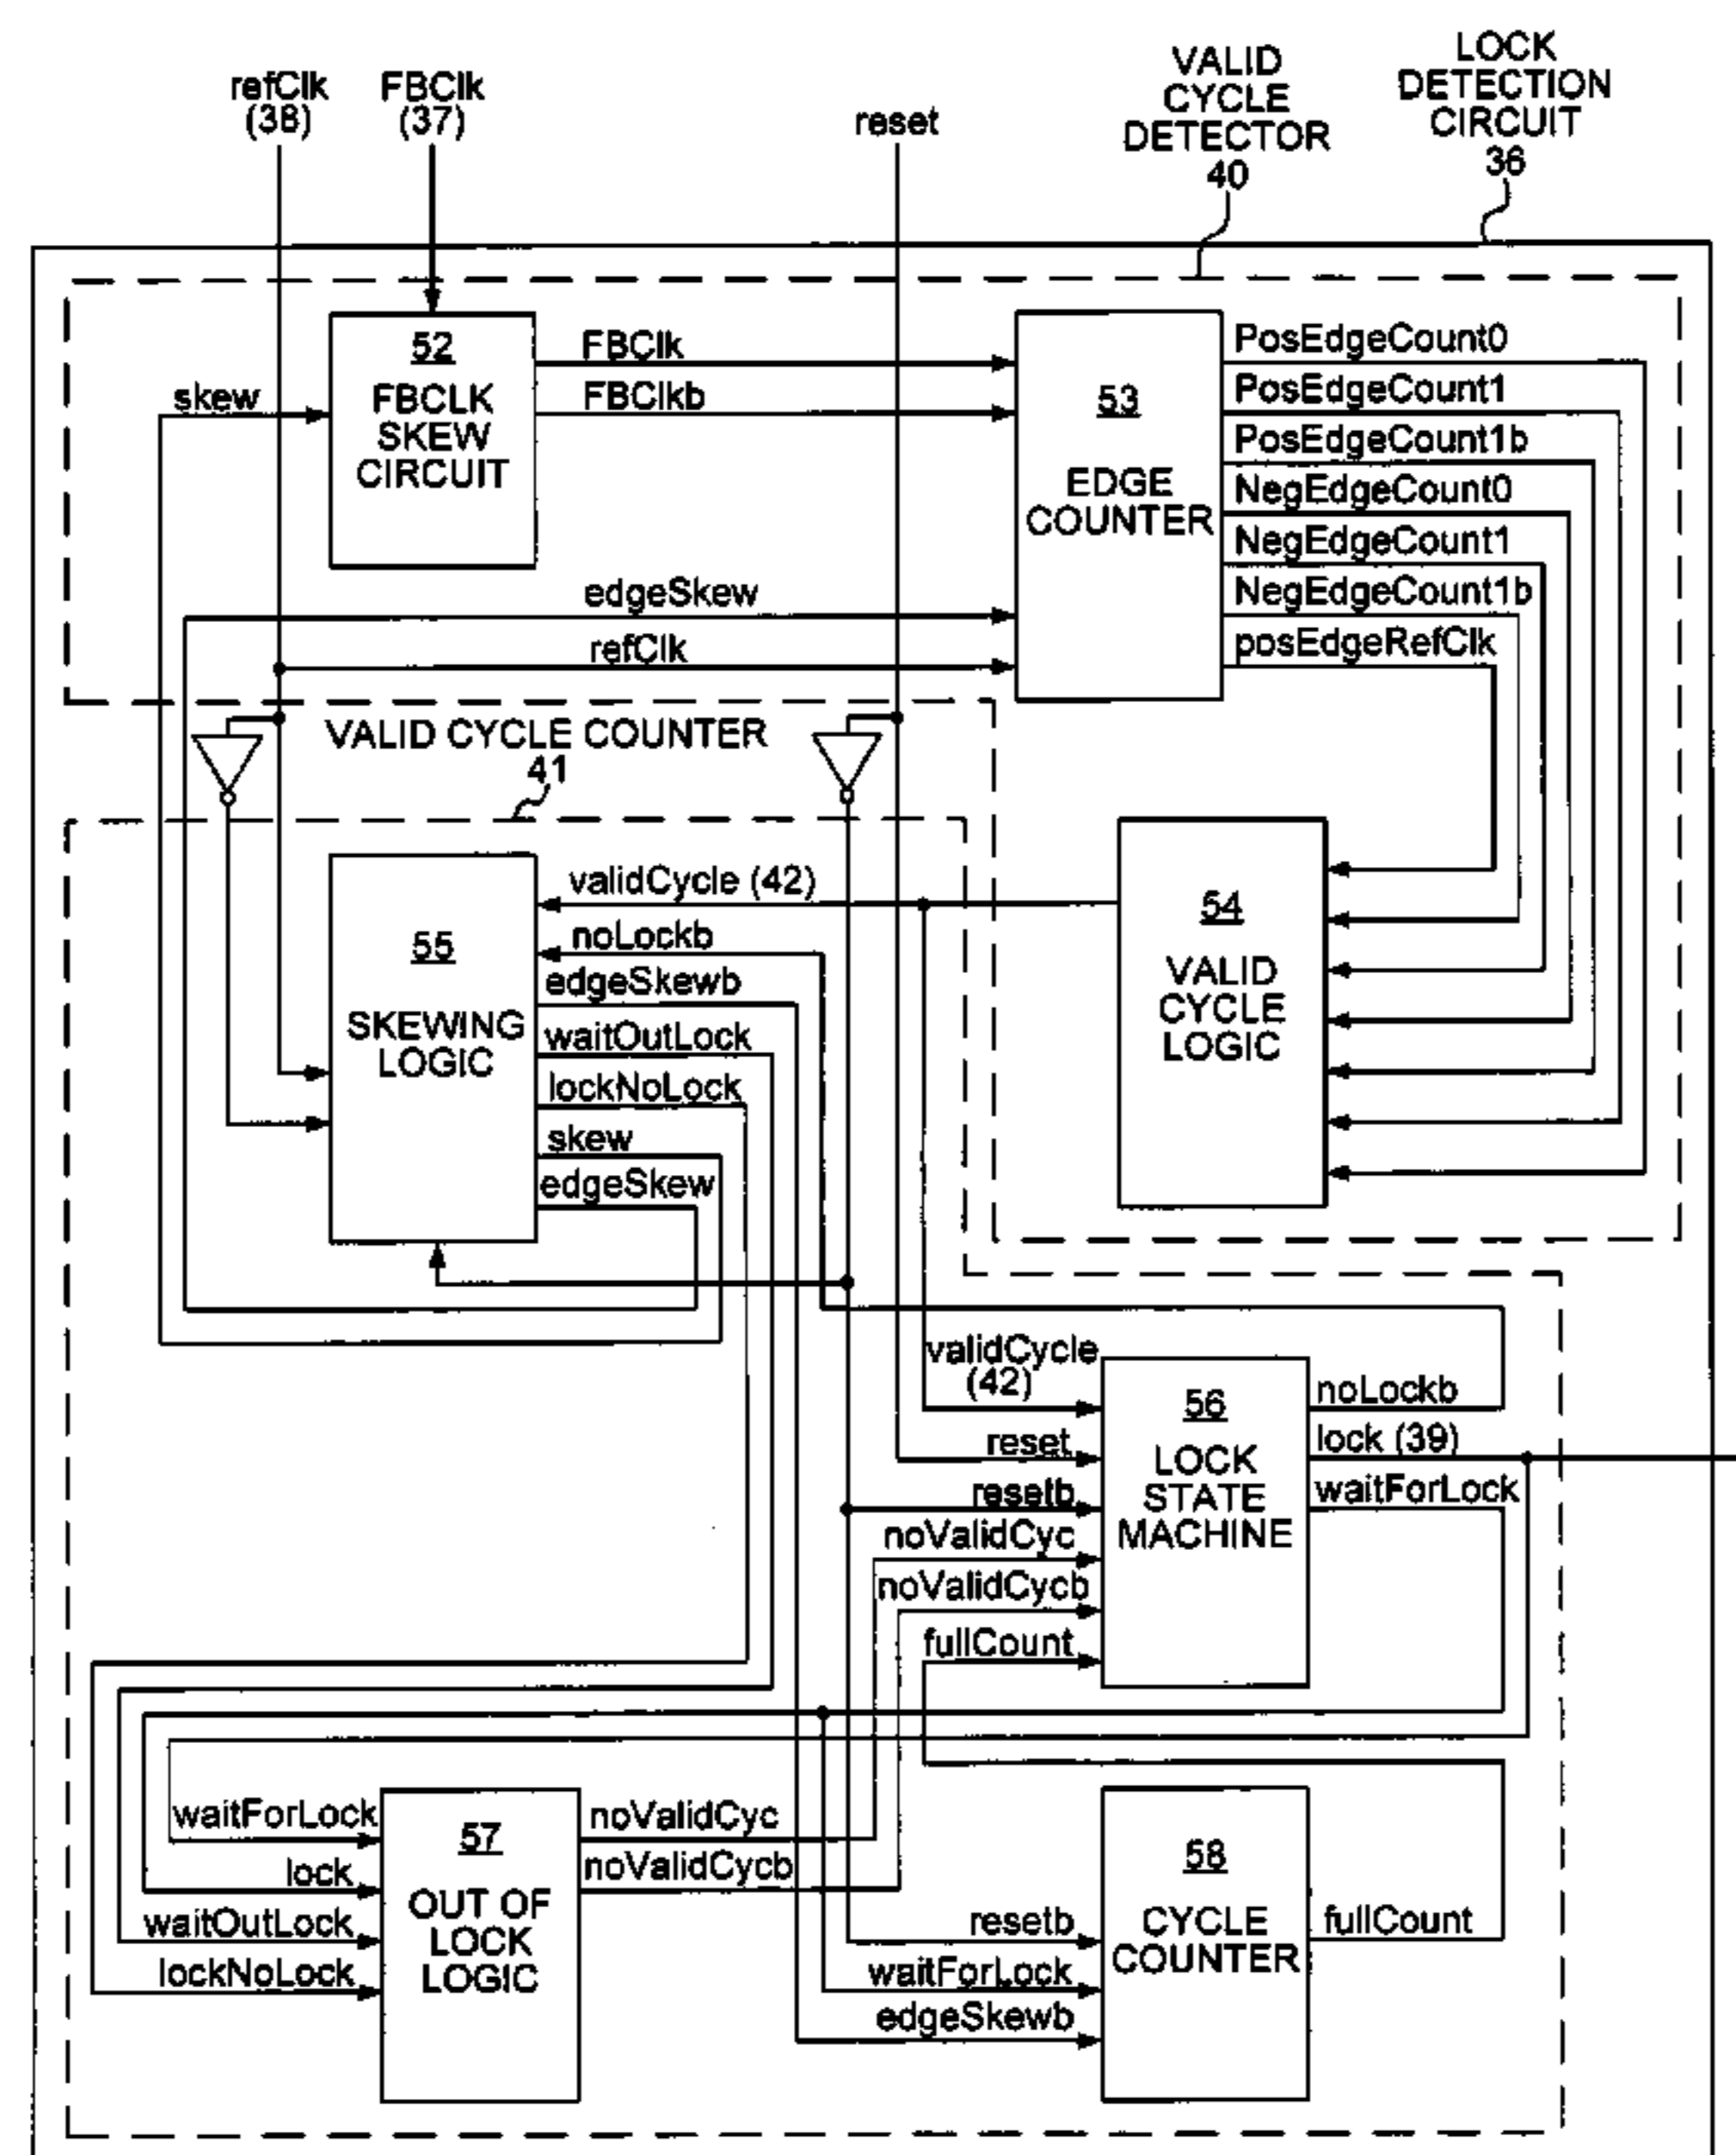 refClk
(38)
FBClk
(37)
reset
VALID
CYCLE
DETECTOR
40
LOCK
DETECTION
CIRCUIT
36
52
FBCLK
SKEW
CIRCUIT
skew
FBClk
FBClkb
edgeSkew
refClk
53
EDGE
COUNTER
PosEdgeCount0
PosEdgeCount1
PosEdgeCount1b
NegEdgeCount0
NegEdgeCount1
NegEdgeCount1b
posEdgeRefClk
VALID CYCLE COUNTER
41
55
SKEWING
LOGIC
validCycle (42)
noLockb
edgeSkewb
waitOutLock
lockNoLock
skew
edgeSkew
54
VALID
CYCLE
LOGIC
validCycle
(42)
reset
resetb
noValidCyc
noValidCycb
fullCount
56
LOCK
STATE
MACHINE
noLockb
lock (39)
waitForLock
waitForLock
lock
waitOutLock
lockNoLock
57
OUT OF
LOCK
LOGIC
noValidCyc
noValidCycb
resetb
waitForLock
edgeSkewb
58
CYCLE
COUNTER
fullCount